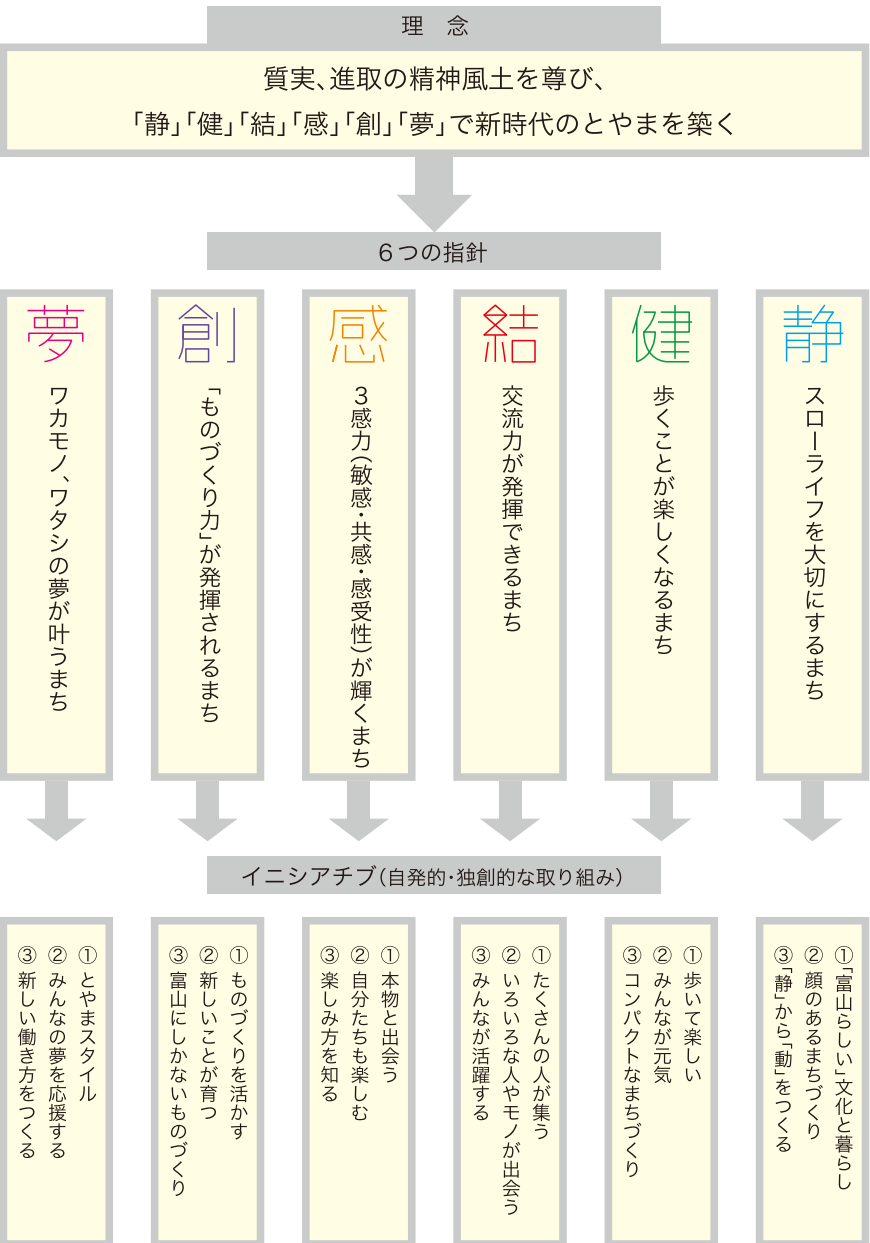 理　念
質実、進取の精神風土を尊び、
「静」「健」「結」「感」「創」「夢」で新時代のとやまを築く
６つの指針
静
スローライフを大切にするまち
健
歩くことが楽しくなるまち
結
交流力が発揮できるまち
感
３感力（敏感・共感・感受性）が輝くまち
創
「ものづくり力」が発揮されるまち
夢
ワカモノ、ワタシの夢が叶うまち
イニシアチブ（自発的・独創的な取り組み）
①「富山らしい」文化と暮らし
② 顔のあるまちづくり
③「静」から「動」をつくる
① 歩いて楽しい
② みんなが元気
③ コンパクトなまちづくり
① たくさんの人が集う
② いろいろな人やモノが出会う
③ みんなが活躍する
① 本物と出会う
② 自分たちも楽しむ
③ 楽しみ方を知る
① ものづくりを活かす
② 新しいことが育つ
③ 富山にしかないものづくり
① とやまスタイル
② みんなの夢を応援する
③ 新しい働き方をつくる